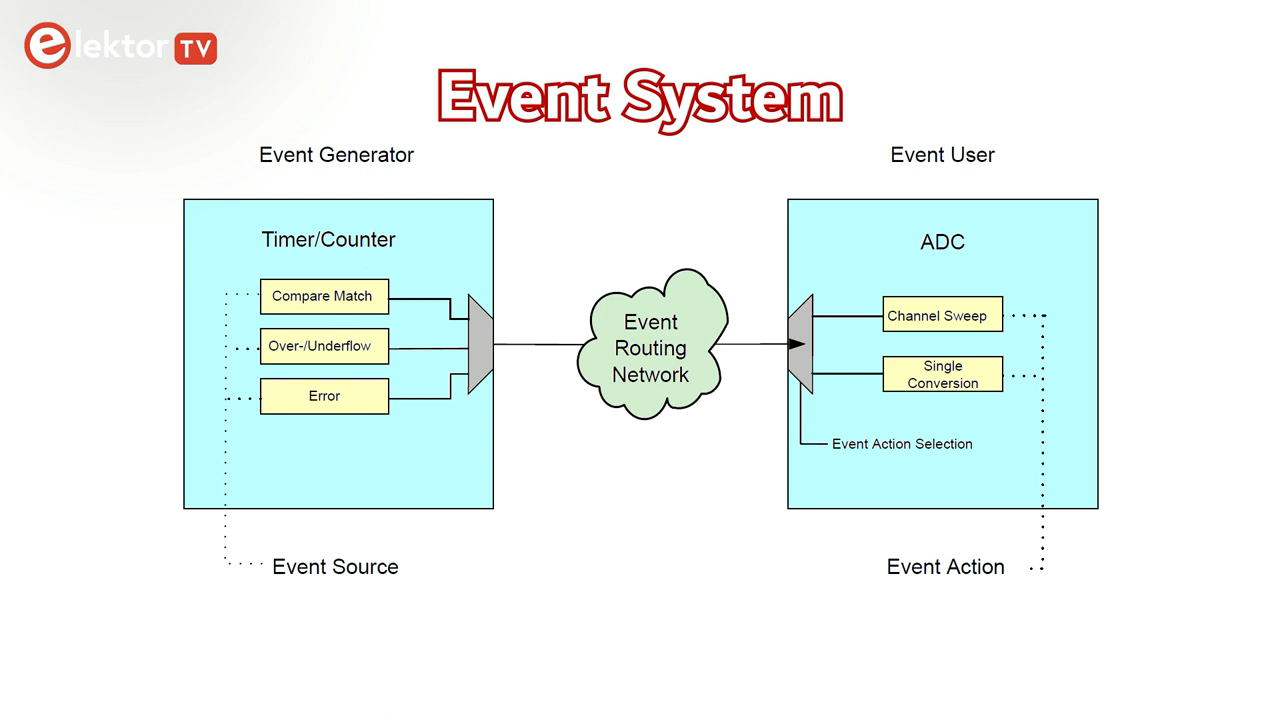 elektor TV
Event System
Event Generator
Event User
Timer/Counter
ADC
Compare Match
Over-/Underflow
Error
Event
Routing
Network
Channel Sweep
Single
Conversion
Event Action Selection
Event Source
Event Action